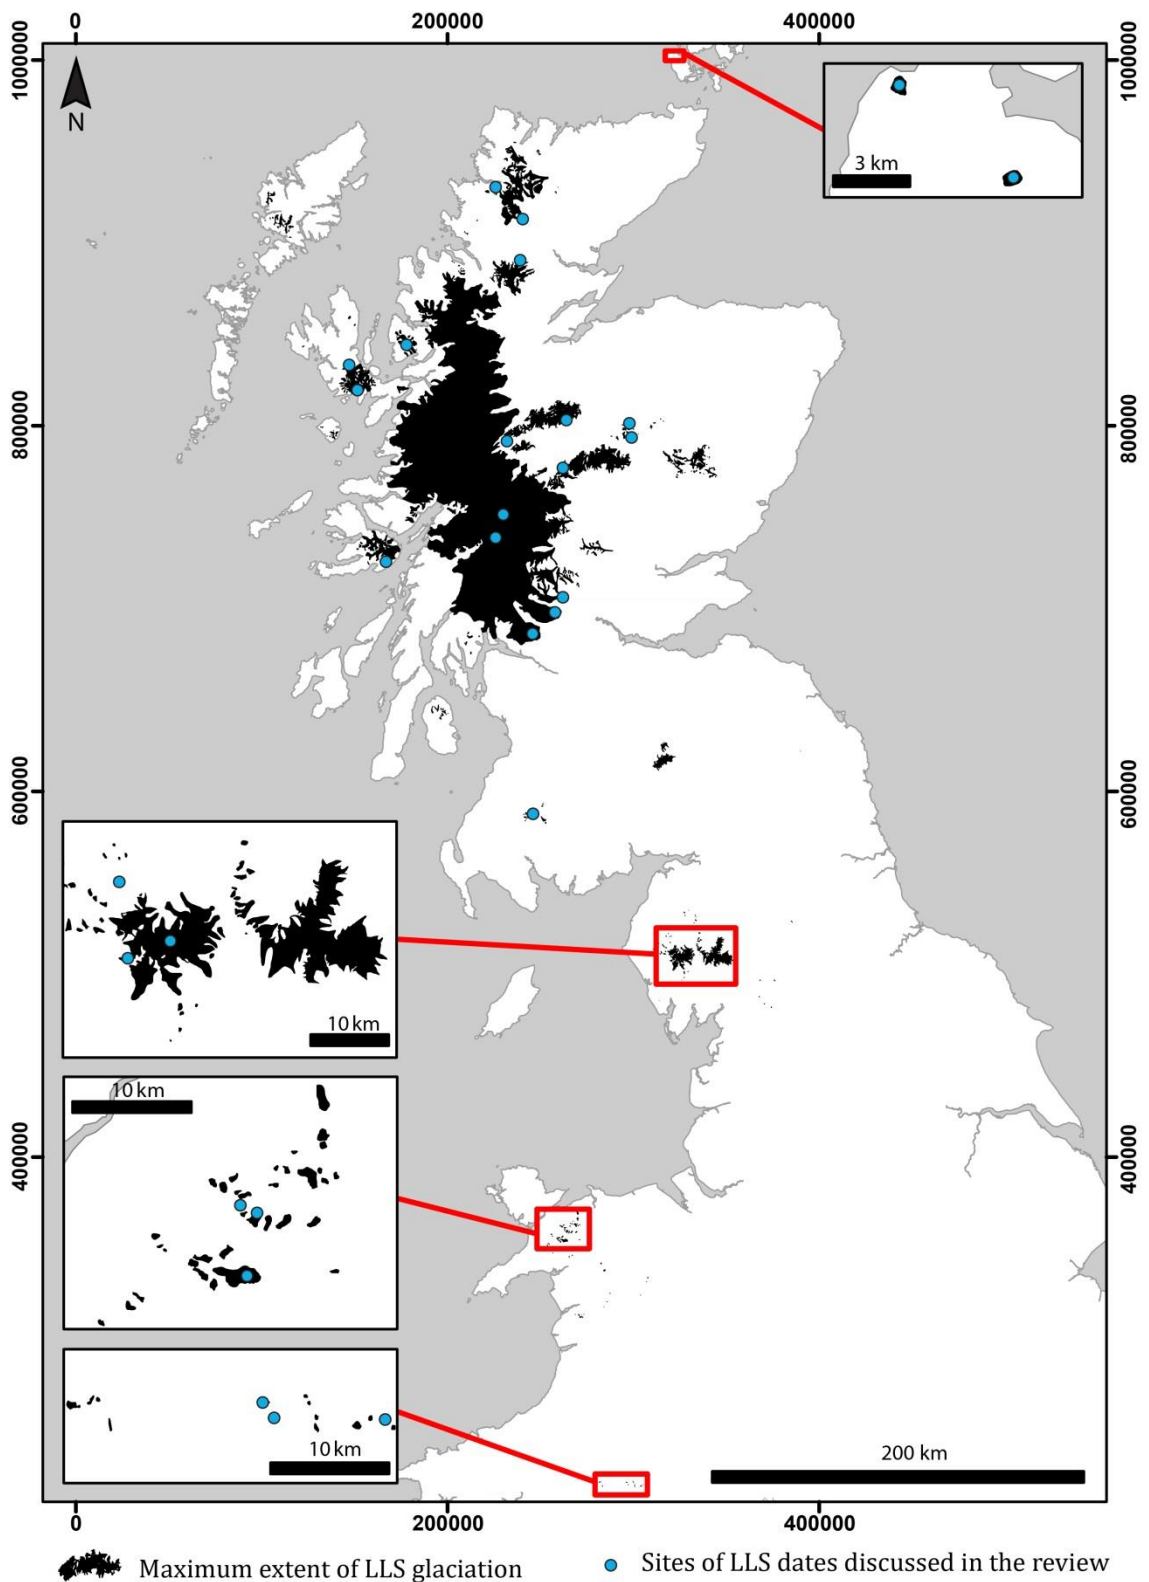 0 200000 400000
1000000 1000000
N
3 km
800000 800000
600000 600000
10 km
10 km
400000 400000
10 km
200 km
0 200000 400000
Maximum extent of LLS glaciation
Sites of LLS dates discussed in the review